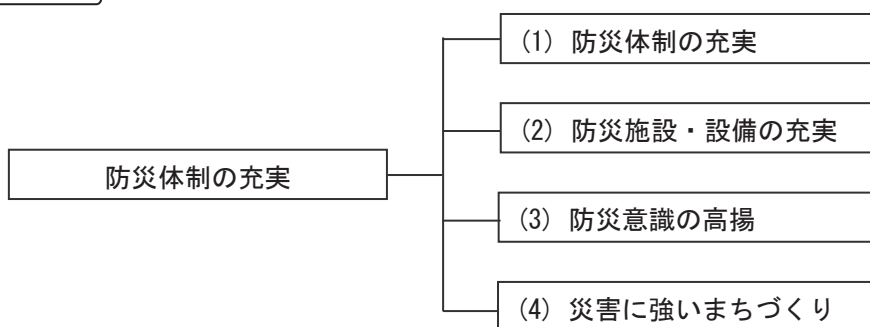 (1) 防災体制の充実
(2) 防災施設・設備の充実
防災体制の充実
(3) 防災意識の高揚
(4) 災害に強いまちづくり